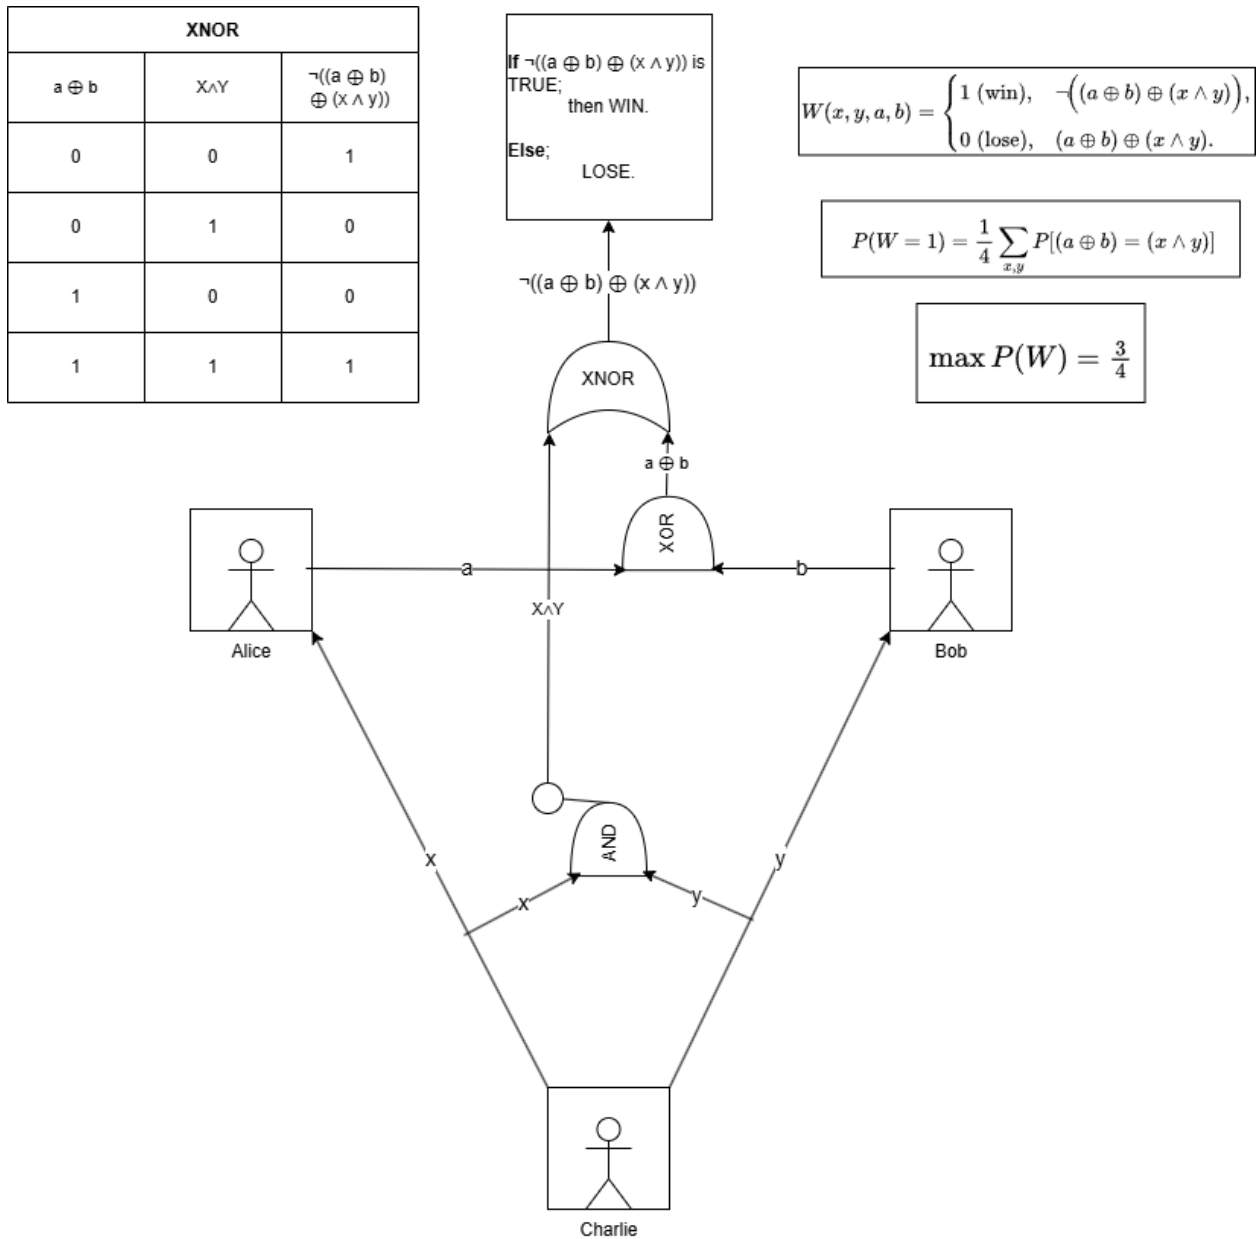 XNOR
a ⊕ b
X∧Y
¬((a ⊕ b)
⊕ (x ∧ y))
0 0 1
0 1 0
1 0 0
1 1 1
If ¬((a ⊕ b) ⊕ (x ∧ y)) is
TRUE;
then WIN.
Else;
LOSE.
W(x, y, a, b) = { 1 (win), ¬((a ⊕ b) ⊕ (x ∧ y)),
0 (lose), (a ⊕ b) ⊕ (x ∧ y).
P(W = 1) = 1/4 ∑x,y P[(a ⊕ b) = (x ∧ y)]
max P(W) = 3/4
¬((a ⊕ b) ⊕ (x ∧ y))
XNOR
a ⊕ b
XOR
a
b
X∧Y
Alice
Bob
AND
x
y
x
y
Charlie